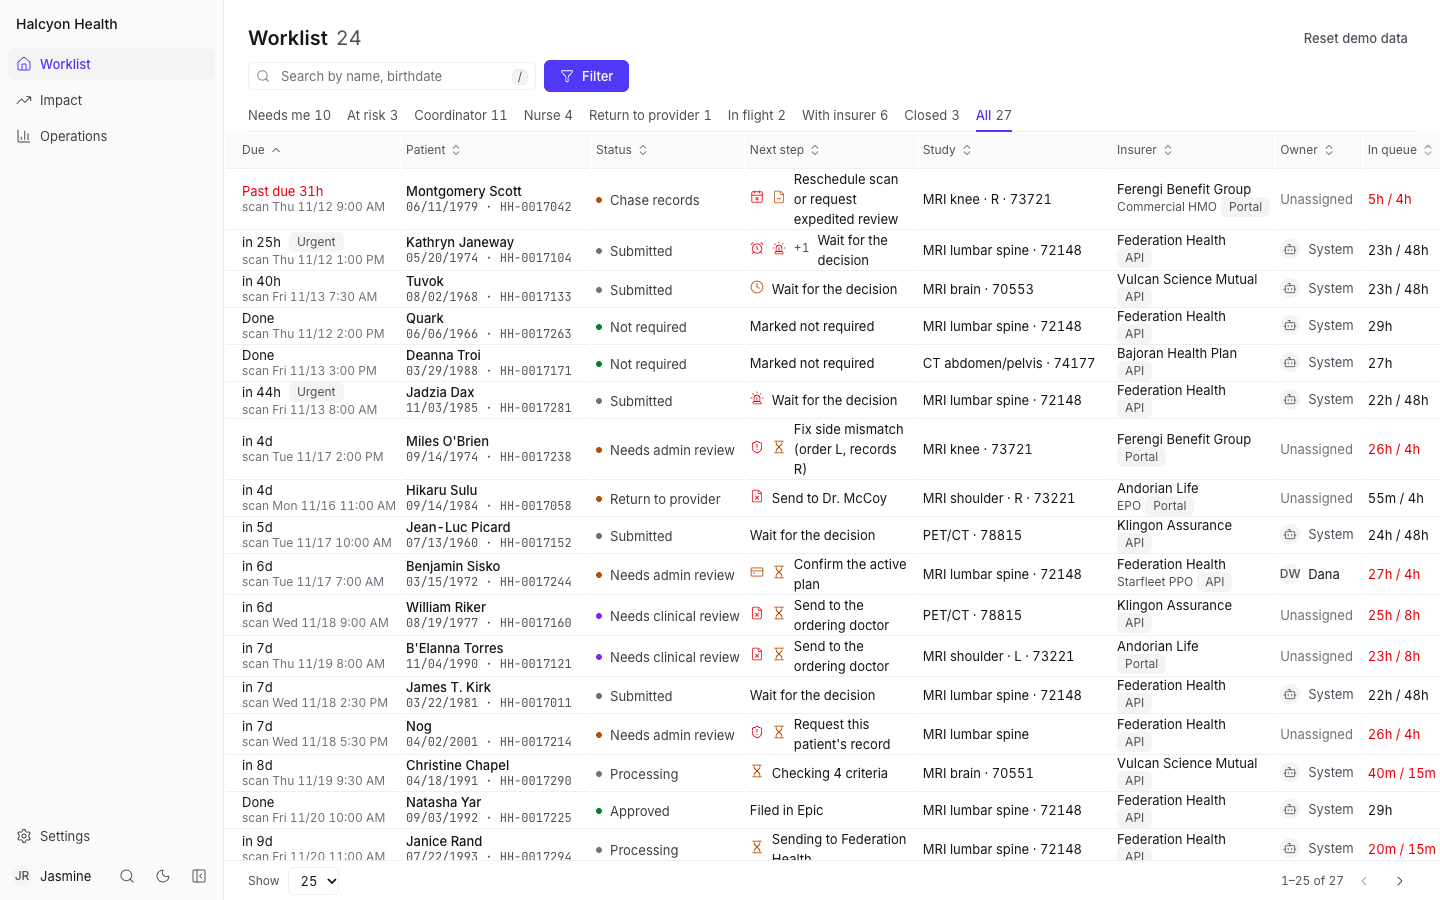 Halcyon Health
Worklist
Impact
Operations
Settings
JR Jasmine
Worklist 24
Reset demo data
Search by name, birthdate /
Filter
Needs me 10 At risk 3 Coordinator 11 Nurse 4 Return to provider 1 In flight 2 With insurer 6 Closed 3 All 27
Due Patient Status Next step Study Insurer Owner In queue
Past due 31h
scan Thu 11/12 9:00 AM
Montgomery Scott
06/11/1979 · HH-0017042
Chase records
Reschedule scan
or request
expedited review
MRI knee · R · 73721
Ferengi Benefit Group
Commercial HMO Portal
Unassigned
5h / 4h
in 25h Urgent
scan Thu 11/12 1:00 PM
Kathryn Janeway
05/20/1974 · HH-0017104
Submitted
+1 Wait for the
decision
MRI lumbar spine · 72148
Federation Health
API
System
23h / 48h
in 40h
scan Fri 11/13 7:30 AM
Tuvok
08/02/1968 · HH-0017133
Submitted
Wait for the decision
MRI brain · 70553
Vulcan Science Mutual
API
System
23h / 48h
Done
scan Thu 11/12 2:00 PM
Quark
06/06/1966 · HH-0017263
Not required
Marked not required
MRI lumbar spine · 72148
Federation Health
API
System
29h
Done
scan Fri 11/13 3:00 PM
Deanna Troi
03/29/1988 · HH-0017171
Not required
Marked not required
CT abdomen/pelvis · 74177
Bajoran Health Plan
API
System
27h
in 44h Urgent
scan Fri 11/13 8:00 AM
Jadzia Dax
11/03/1985 · HH-0017281
Submitted
Wait for the decision
MRI lumbar spine · 72148
Federation Health
API
System
22h / 48h
in 4d
scan Tue 11/17 2:00 PM
Miles O'Brien
09/14/1974 · HH-0017238
Needs admin review
Fix side mismatch
(order L, records
R)
MRI knee · 73721
Ferengi Benefit Group
Portal
Unassigned
26h / 4h
in 4d
scan Mon 11/16 11:00 AM
Hikaru Sulu
09/14/1984 · HH-0017058
Return to provider
Send to Dr. McCoy
MRI shoulder · R · 73221
Andorian Life
EPO Portal
Unassigned
55m / 4h
in 5d
scan Tue 11/17 10:00 AM
Jean-Luc Picard
07/13/1960 · HH-0017152
Submitted
Wait for the decision
PET/CT · 78815
Klingon Assurance
API
System
24h / 48h
in 6d
scan Tue 11/17 7:00 AM
Benjamin Sisko
03/15/1972 · HH-0017244
Needs admin review
Confirm the active
plan
MRI lumbar spine · 72148
Federation Health
Starfleet PPO API
DW Dana
27h / 4h
in 6d
scan Wed 11/18 9:00 AM
William Riker
08/19/1977 · HH-0017160
Needs clinical review
Send to the
ordering doctor
PET/CT · 78815
Klingon Assurance
API
Unassigned
25h / 8h
in 7d
scan Thu 11/19 8:00 AM
B'Elanna Torres
11/04/1990 · HH-0017121
Needs clinical review
Send to the
ordering doctor
MRI shoulder · L · 73221
Andorian Life
Portal
Unassigned
23h / 8h
in 7d
scan Wed 11/18 2:30 PM
James T. Kirk
03/22/1981 · HH-0017011
Submitted
Wait for the decision
MRI lumbar spine · 72148
Federation Health
API
System
22h / 48h
in 7d
scan Wed 11/18 5:30 PM
Nog
04/02/2001 · HH-0017214
Needs admin review
Request this
patient's record
MRI lumbar spine
Federation Health
API
Unassigned
26h / 4h
in 8d
scan Thu 11/19 9:30 AM
Christine Chapel
04/18/1991 · HH-0017290
Processing
Checking 4 criteria
MRI brain · 70551
Vulcan Science Mutual
API
System
40m / 15m
Done
scan Fri 11/20 10:00 AM
Natasha Yar
09/03/1992 · HH-0017225
Approved
Filed in Epic
MRI lumbar spine · 72148
Federation Health
API
System
29h
in 9d
scan Fri 11/20 11:00 AM
Janice Rand
07/22/1993 · HH-0017294
Processing
Sending to Federation
Health
MRI lumbar spine · 72148
Federation Health
API
System
20m / 15m
Show 25
1–25 of 27